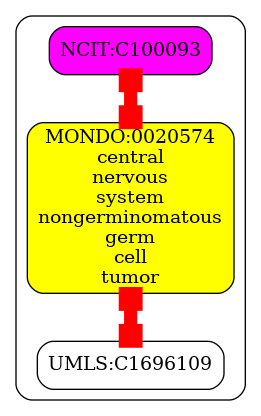 NCIT:C100093
MONDO:0020574
central
nervous
system
nongerminomatous
germ
cell
tumor
UMLS:C1696109